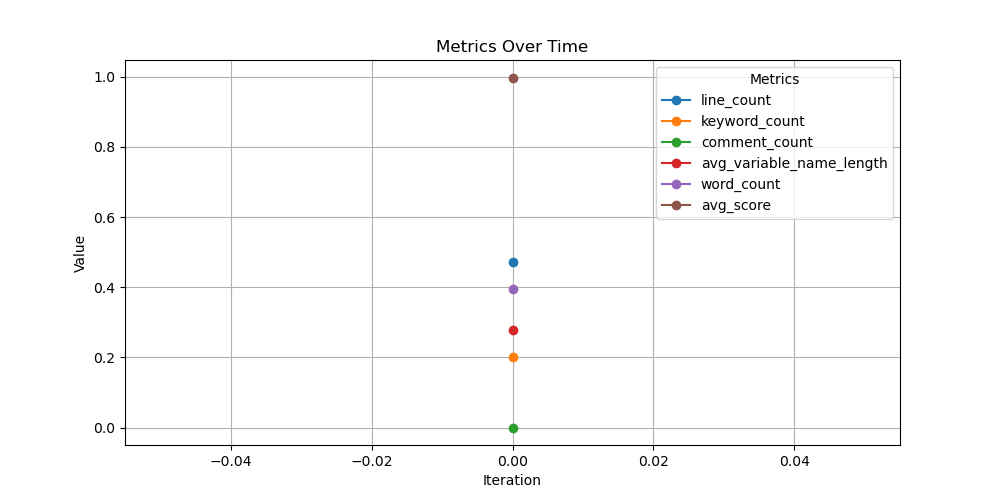 Metrics Over Time
Metrics
line_count
keyword_count
comment_count
avg_variable_name_length
word_count
avg_score
1.0
0.8
0.6
0.4
0.2
0.0
Value
−0.04
−0.02
0.00
0.02
0.04
Iteration